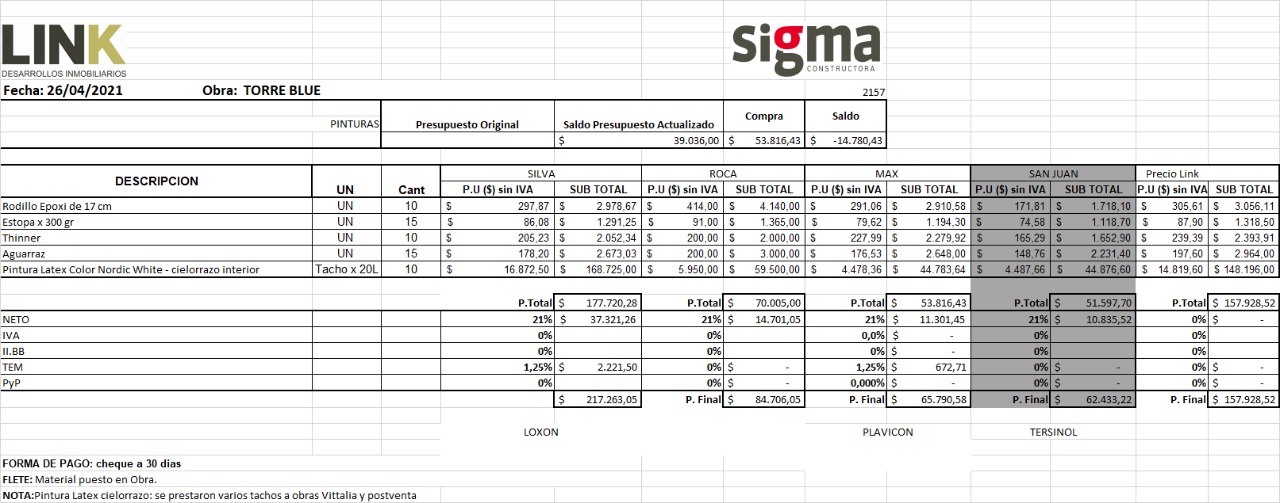 LINK
DESARROLLOS INMOBILIARIOS
sigma
CONSTRUCTORA
Fecha: 26/04/2021 Obra: TORRE BLUE 2157
PINTURAS Presupuesto Original Saldo Presupuesto Actualizado Compra Saldo
$ 39.036,00 $ 53.816,43 $ -14.780,43
SILVA ROCA MAX SAN JUAN Precio Link
DESCRIPCION UN Cant P.U ($) sin IVA SUB TOTAL P.U ($) sin IVA SUB TOTAL P.U ($) sin IVA SUB TOTAL P.U ($) sin IVA SUB TOTAL P.U ($) sin IVA SUB TOTAL
Rodillo Epoxi de 17 cm UN 10 $ 297,87 $ 2.978,67 $ 414,00 $ 4.140,00 $ 291,06 $ 2.910,58 $ 171,81 $ 1.718,10 $ 305,61 $ 3.056,11
Estopa x 300 gr UN 15 $ 86,08 $ 1.291,25 $ 91,00 $ 1.365,00 $ 79,62 $ 1.194,30 $ 74,58 $ 1.118,70 $ 87,90 $ 1.318,50
Thinner UN 10 $ 205,23 $ 2.052,34 $ 200,00 $ 2.000,00 $ 227,99 $ 2.279,92 $ 165,29 $ 1.652,90 $ 239,39 $ 2.393,91
Aguarraz UN 15 $ 178,20 $ 2.673,03 $ 200,00 $ 3.000,00 $ 176,53 $ 2.648,00 $ 148,76 $ 2.231,40 $ 197,60 $ 2.964,00
Pintura Latex Color Nordic White - cielorrazo interior Tacho x 20L 10 $ 16.872,50 $ 168.725,00 $ 5.950,00 $ 59.500,00 $ 4.478,36 $ 44.783,64 $ 4.487,66 $ 44.876,60 $ 14.819,60 $ 148.196,00
P.Total $ 177.720,28 P.Total $ 70.005,00 P.Total $ 53.816,43 P.Total $ 51.597,70 P.Total $ 157.928,52
NETO 21% $ 37.321,26 21% $ 14.701,05 21% $ 11.301,45 21% $ 10.835,52 0% $ -
IVA 0% 0% 0,0% $ - 0% 0%
II.BB 0% 0% 0% $ - 0% 0%
TEM 1,25% $ 2.221,50 0% $ - 1,25% $ 672,71 0% $ - 0% $ -
PyP 0% 0% $ - 0,000% $ - 0% $ - 0% $ -
$ 217.263,05 P. Final $ 84.706,05 P. Final $ 65.790,58 P. Final $ 62.433,22 P. Final $ 157.928,52
LOXON PLAVICON TERSINOL
FORMA DE PAGO: cheque a 30 dias
FLETE: Material puesto en Obra.
NOTA:Pintura Latex cielorrazo: se prestaron varios tachos a obras Vittalia y postventa